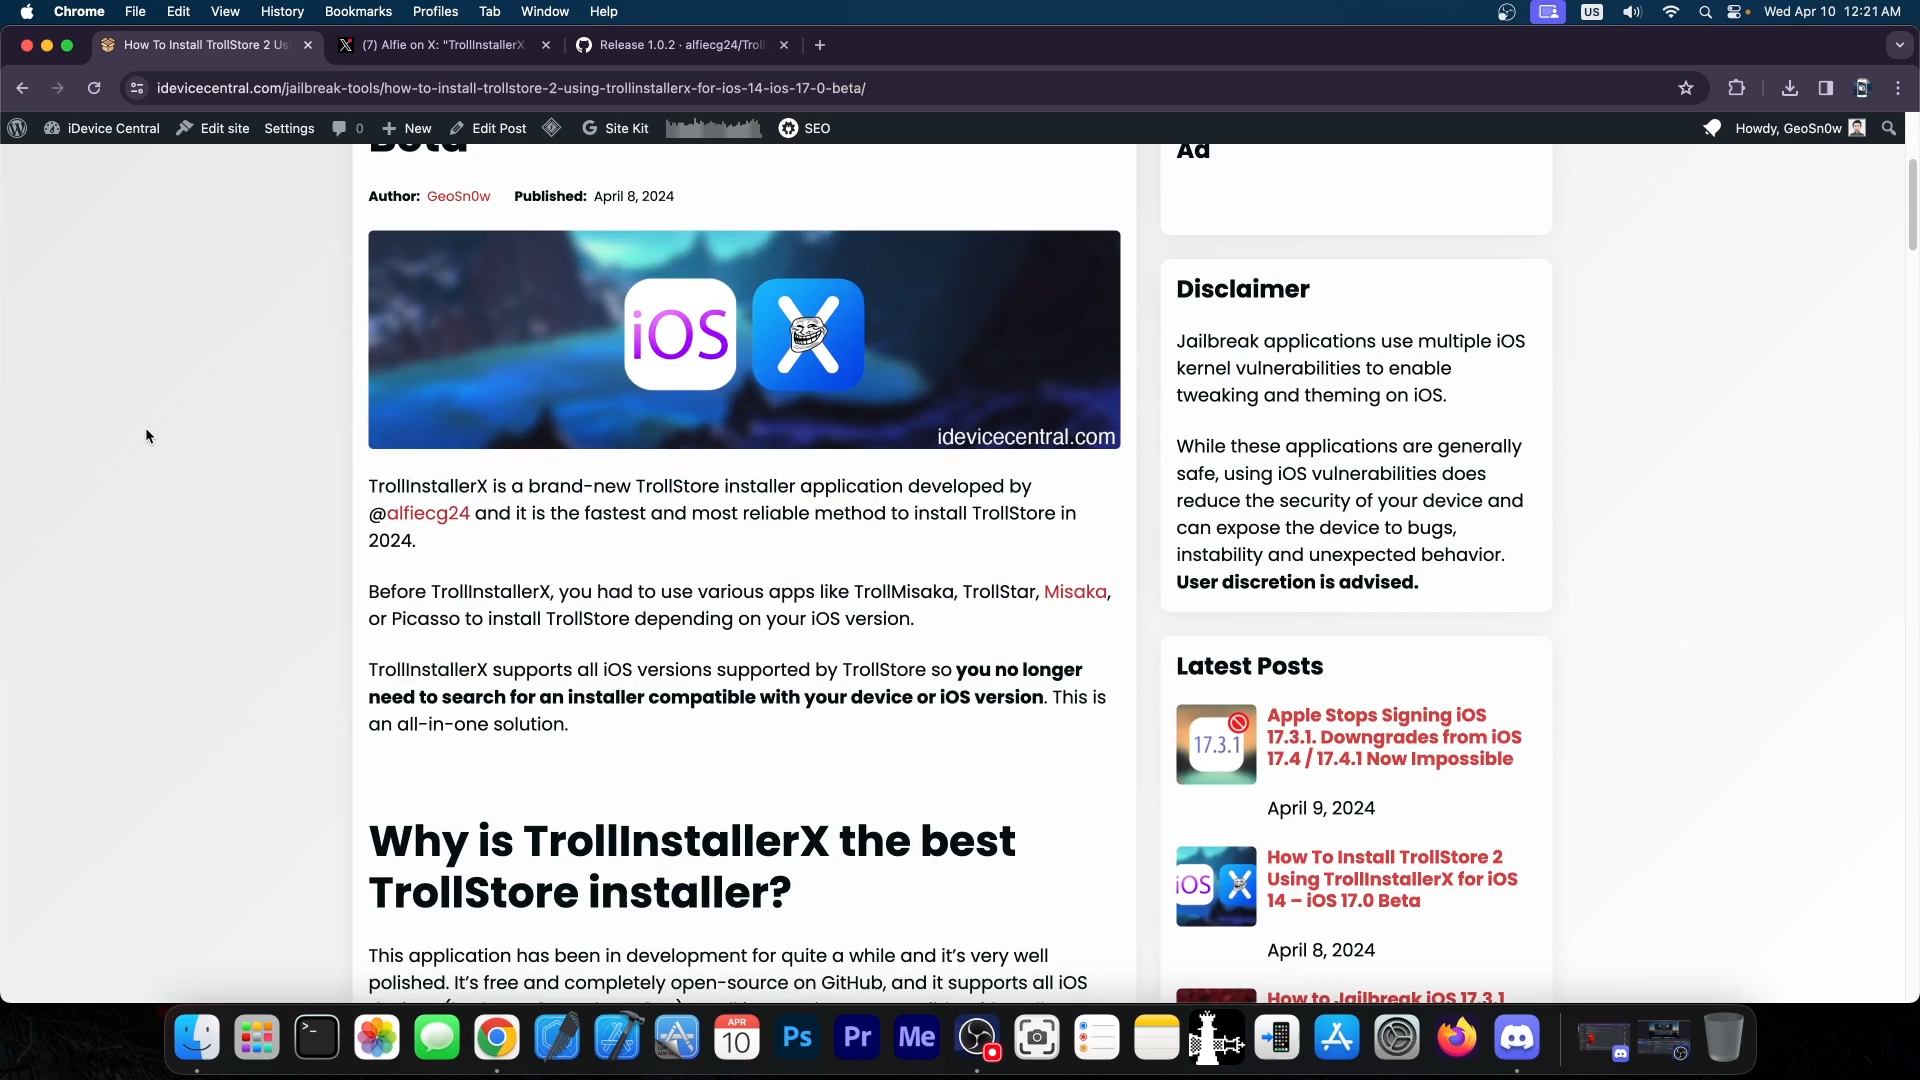 Chrome File Edit View History Bookmarks Profiles Tab Window Help US Wed Apr 10 12:21 AM
How To Install TrollStore 2 Us (7) Alfie on X: "TrollInstallerX Release 1.0.2 · alfiecg24/Troll
idevicecentral.com/jailbreak-tools/how-to-install-trollstore-2-using-trollinstallerx-for-ios-14-ios-17-0-beta/
iDevice Central Edit site Settings 0 New Edit Post Site Kit SEO Howdy, GeoSn0w
Beta
Author: GeoSn0w Published: April 8, 2024
iOS X
idevicecentral.com
TrollInstallerX is a brand-new TrollStore installer application developed by
@alfiecg24 and it is the fastest and most reliable method to install TrollStore in
2024.
Before TrollInstallerX, you had to use various apps like TrollMisaka, TrollStar, Misaka,
or Picasso to install TrollStore depending on your iOS version.
TrollInstallerX supports all iOS versions supported by TrollStore so you no longer
need to search for an installer compatible with your device or iOS version. This is
an all-in-one solution.
Why is TrollInstallerX the best
TrollStore installer?
This application has been in development for quite a while and it's very well
polished. It's free and completely open-source on GitHub, and it supports all iOS
Ad
Disclaimer
Jailbreak applications use multiple iOS
kernel vulnerabilities to enable
tweaking and theming on iOS.
While these applications are generally
safe, using iOS vulnerabilities does
reduce the security of your device and
can expose the device to bugs,
instability and unexpected behavior.
User discretion is advised.
Latest Posts
17.3.1
Apple Stops Signing iOS
17.3.1. Downgrades from iOS
17.4 / 17.4.1 Now Impossible
April 9, 2024
iOS X
How To Install TrollStore 2
Using TrollInstallerX for iOS
14 – iOS 17.0 Beta
April 8, 2024
How to Jailbreak iOS 17.3.1
APR
10
Ps Pr Me